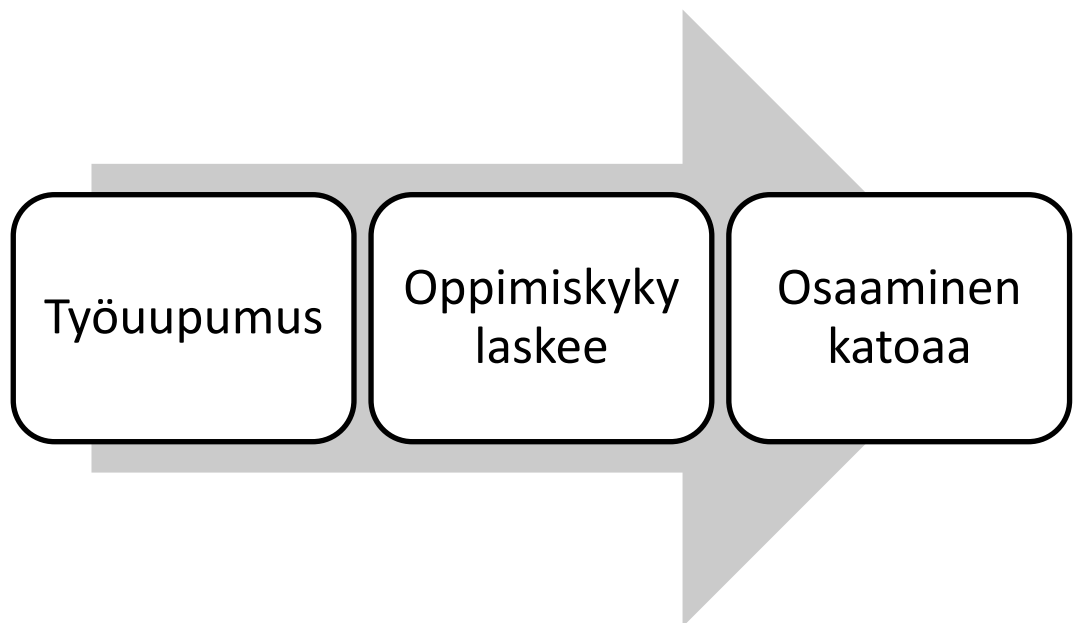 Työuupumus
Oppimiskyky
laskee
Osaaminen
katoaa